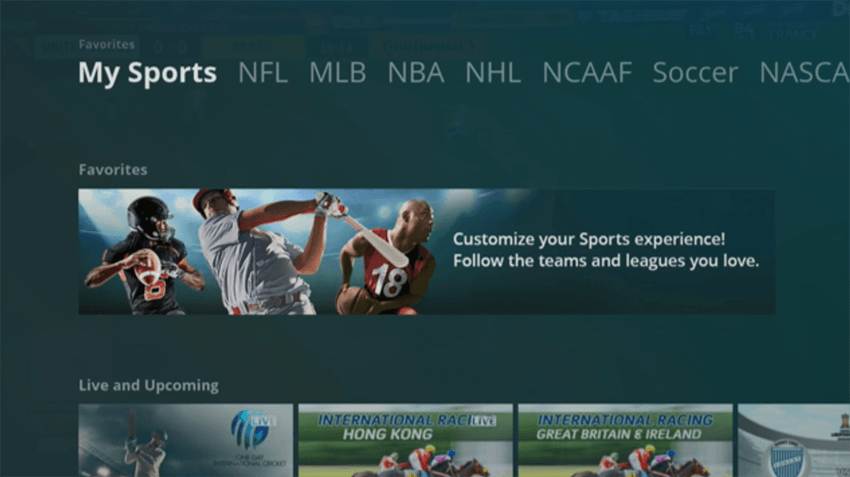 Favorites
My Sports NFL MLB NBA NHL NCAAF Soccer NASCA
Favorites
8
18
Customize your Sports experience!
Follow the teams and leagues you love.
Live and Upcoming
LIVE
ONE DAY
INTERNATIONAL CRICKET
INTERNATIONAL RACI LIVE
HONG KONG
INTERNATIONAL RACING
GREAT BRITAIN & IRELAND